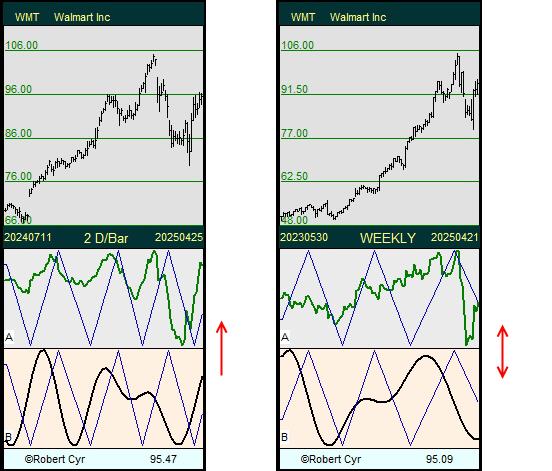 WMT Walmart Inc
106.00
96.00
86.00
76.00
66.00
20240711 2 D/Bar 20250425
A
B
©Robert Cyr 95.47
WMT Walmart Inc
106.00
91.50
77.00
62.50
48.00
20230530 WEEKLY 20250421
A
B
©Robert Cyr 95.09